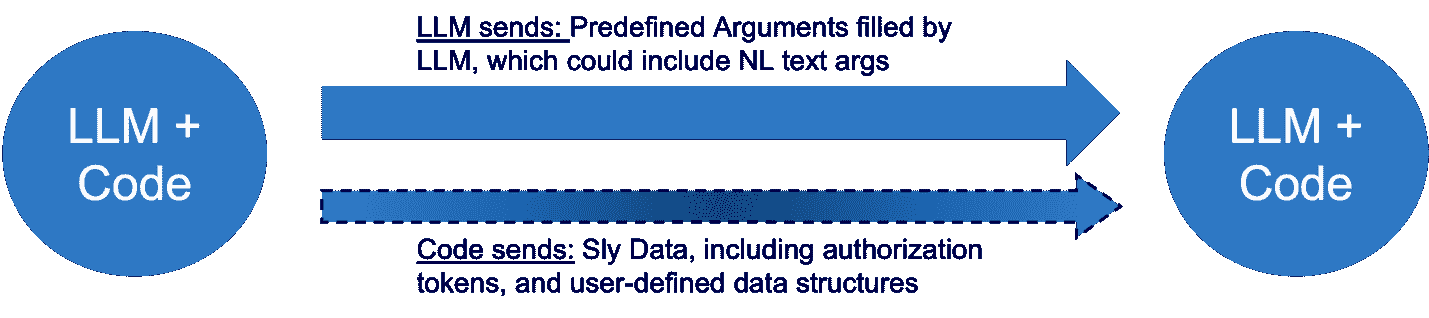 LLM sends: Predefined Arguments filled by
LLM, which could include NL text args
LLM +
Code
LLM +
Code
Code sends: Sly Data, including authorization
tokens, and user-defined data structures